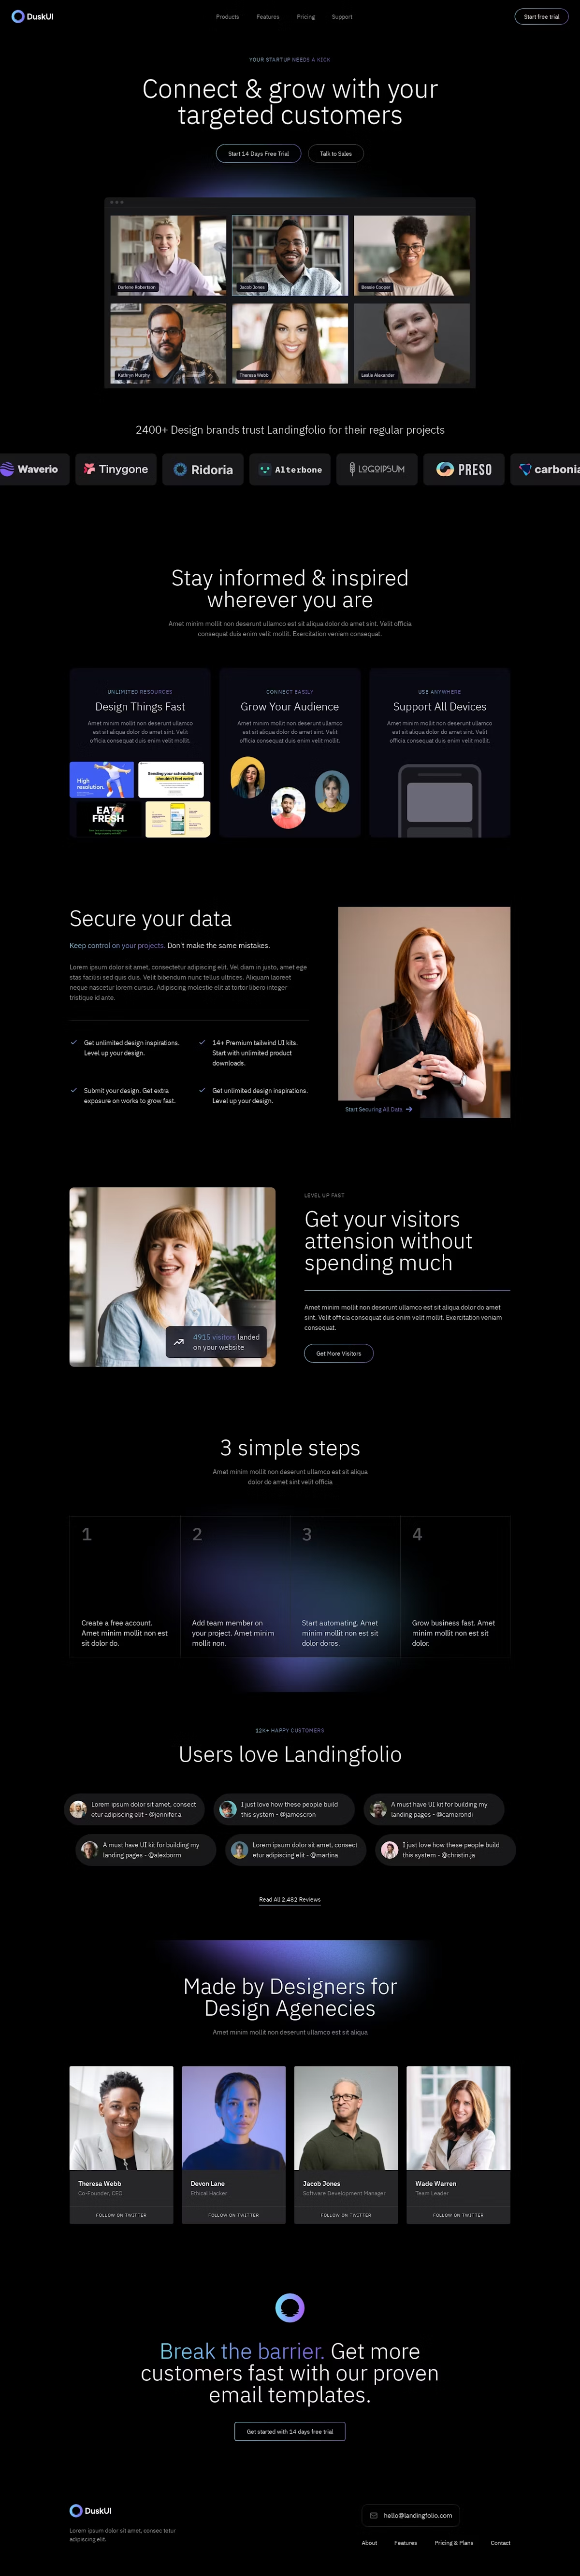 DuskUI
Products Features Pricing Support
Start free trial
YOUR STARTUP NEEDS A KICK
Connect & grow with your
targeted customers
Start 14 Days Free Trial
Talk to Sales
Darlene Robertson
Jacob Jones
Bessie Cooper
Kathryn Murphy
Theresa Webb
Leslie Alexander
2400+ Design brands trust Landingfolio for their regular projects
Waverio
Tinygone
Ridoria
Alterbone
LOGOIPSUM
PRESO
carbonia
Stay informed & inspired
wherever you are
Amet minim mollit non deserunt ullamco est sit aliqua dolor do amet sint. Velit officia
consequat duis enim velit mollit. Exercitation veniam consequat.
UNLIMITED RESOURCES
Design Things Fast
Amet minim mollit non deserunt ullamco
est sit aliqua dolor do amet sint. Velit
officia consequat duis enim velit mollit.
High
resolution.
Sending your scheduling link
shouldn't feel weird
EAT
FRESH
CONNECT EASILY
Grow Your Audience
Amet minim mollit non deserunt ullamco
est sit aliqua dolor do amet sint. Velit
officia consequat duis enim velit mollit.
USE ANYWHERE
Support All Devices
Amet minim mollit non deserunt ullamco
est sit aliqua dolor do amet sint. Velit
officia consequat duis enim velit mollit.
Secure your data
Keep control on your projects. Don't make the same mistakes.
Lorem ipsum dolor sit amet, consectetur adipiscing elit. Vel diam in justo, amet ege
stas facilisi sed quis duis. Velit bibendum nunc tellus ultrices. Aliquam laoreet
neque nascetur lorem cursus. Adipiscing molestie elit at tortor libero integer
tristique id ante.
Get unlimited design inspirations.
Level up your design.
14+ Premium tailwind UI kits.
Start with unlimited product
downloads.
Submit your design. Get extra
exposure on works to grow fast.
Get unlimited design inspirations.
Level up your design.
Start Securing All Data
4915 visitors landed
on your website
LEVEL UP FAST
Get your visitors
attension without
spending much
Amet minim mollit non deserunt ullamco est sit aliqua dolor do amet
sint. Velit officia consequat duis enim velit mollit. Exercitation veniam
consequat.
Get More Visitors
3 simple steps
Amet minim mollit non deserunt ullamco est sit aliqua
dolor do amet sint velit officia
1
Create a free account.
Amet minim mollit non est
sit dolor do.
2
Add team member on
your project. Amet minim
mollit non.
3
Start automating. Amet
minim mollit non est sit
dolor doros.
4
Grow business fast. Amet
minim mollit non est sit
dolor.
12K+ HAPPY CUSTOMERS
Users love Landingfolio
Lorem ipsum dolor sit amet, consect
etur adipiscing elit - @jennifer.a
I just love how these people build
this system - @jamescron
A must have UI kit for building my
landing pages - @camerondi
A must have UI kit for building my
landing pages - @alexborm
Lorem ipsum dolor sit amet, consect
etur adipiscing elit - @martina
I just love how these people build
this system - @christin.ja
Read All 2,482 Reviews
Made by Designers for
Design Agenecies
Amet minim mollit non deserunt ullamco est sit aliqua
Theresa Webb
Co-Founder, CEO
FOLLOW ON TWITTER
Devon Lane
Ethical Hacker
FOLLOW ON TWITTER
Jacob Jones
Software Development Manager
FOLLOW ON TWITTER
Wade Warren
Team Leader
FOLLOW ON TWITTER
Break the barrier. Get more
customers fast with our proven
email templates.
Get started with 14 days free trial
DuskUI
Lorem ipsum dolor sit amet, consec tetur
adipiscing elit.
hello@landingfolio.com
About Features Pricing & Plans Contact